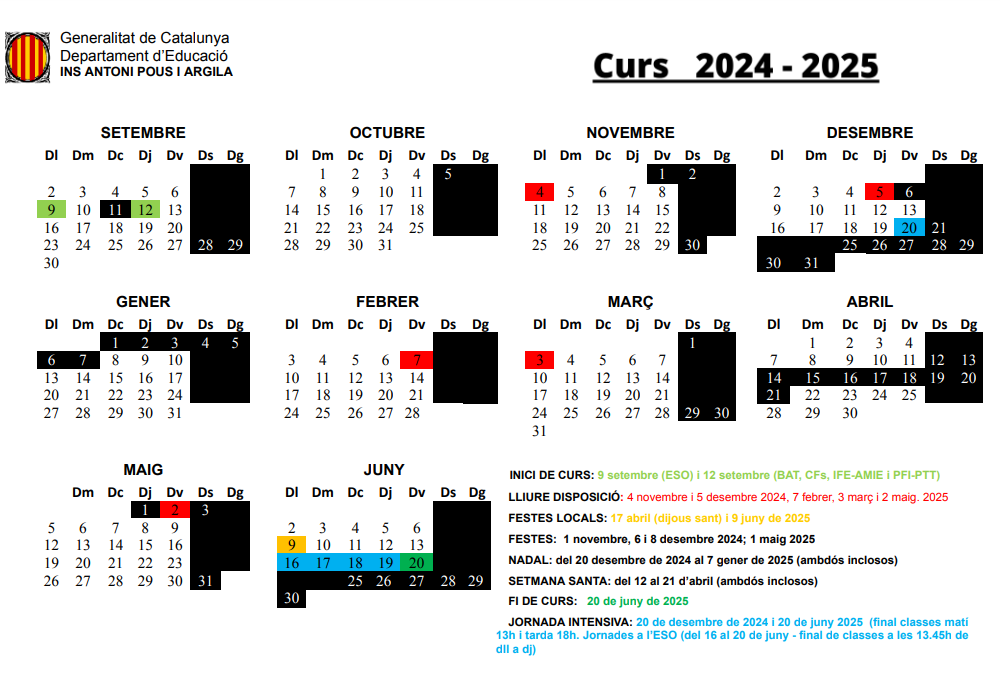 Generalitat de Catalunya
Departament d'Educació
INS ANTONI POUS I ARGILA
Curs 2024 - 2025
SETEMBRE
Dl Dm Dc Dj Dv Ds Dg
2 3 4 5 6
9 10 11 12 13
16 17 18 19 20
23 24 25 26 27 28 29
30
OCTUBRE
Dl Dm Dc Dj Dv Ds Dg
1 2 3 4 5
7 8 9 10 11
14 15 16 17 18
21 22 23 24 25
28 29 30 31
NOVEMBRE
Dl Dm Dc Dj Dv Ds Dg
1 2
4 5 6 7 8
11 12 13 14 15
18 19 20 21 22
25 26 27 28 29 30
DESEMBRE
Dl Dm Dc Dj Dv Ds Dg
2 3 4 5 6
9 10 11 12 13
16 17 18 19 20 21
25 26 27 28 29
30 31
GENER
Dl Dm Dc Dj Dv Ds Dg
1 2 3 4 5
6 7 8 9 10
13 14 15 16 17
20 21 22 23 24
27 28 29 30 31
FEBRER
Dl Dm Dc Dj Dv Ds Dg
3 4 5 6 7
10 11 12 13 14
17 18 19 20 21
24 25 26 27 28
MARÇ
Dl Dm Dc Dj Dv Ds Dg
1
3 4 5 6 7
10 11 12 13 14
17 18 19 20 21
24 25 26 27 28 29 30
31
ABRIL
Dl Dm Dc Dj Dv Ds Dg
1 2 3 4
7 8 9 10 11 12 13
14 15 16 17 18 19 20
21 22 23 24 25
28 29 30
MAIG
Dm Dc Dj Dv Ds Dg
1 2 3
5 6 7 8 9
12 13 14 15 16
19 20 21 22 23
26 27 28 29 30 31
JUNY
Dl Dm Dc Dj Dv Ds Dg
2 3 4 5 6
9 10 11 12 13
16 17 18 19 20
25 26 27 28 29
30
INICI DE CURS: 9 setembre (ESO) i 12 setembre (BAT, CFs, IFE-AMIE i PFI-PTT)
LLIURE DISPOSICIÓ: 4 novembre i 5 desembre 2024, 7 febrer, 3 març i 2 maig. 2025
FESTES LOCALS: 17 abril (dijous sant) i 9 juny de 2025
FESTES: 1 novembre, 6 i 8 desembre 2024; 1 maig 2025
NADAL: del 20 desembre de 2024 al 7 gener de 2025 (ambdós inclosos)
SETMANA SANTA: del 12 al 21 d'abril (ambdós inclosos)
FI DE CURS: 20 de juny de 2025
JORNADA INTENSIVA: 20 de desembre de 2024 i 20 de juny 2025 (final classes matí
13h i tarda 18h. Jornades a l'ESO (del 16 al 20 de juny - final de classes a les 13.45h de
dll a dj)